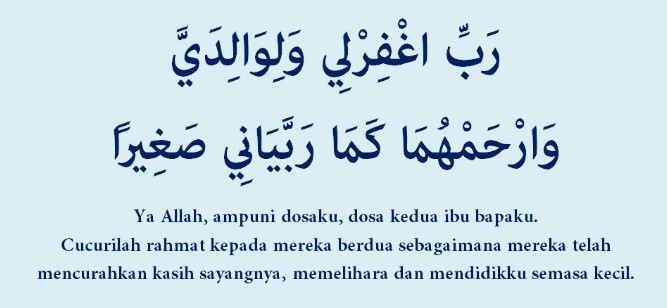 رَبِّ اغْفِرْلِي وَلِوَالِدَيَّ
وَارْحَمْهُمَا كَمَا رَبَّيَانِي صَغِيرًا
Ya Allah, ampuni dosaku, dosa kedua ibu bapaku.
Cucurilah rahmat kepada mereka berdua sebagaimana mereka telah
mencurahkan kasih sayangnya, memelihara dan mendidikku semasa kecil.